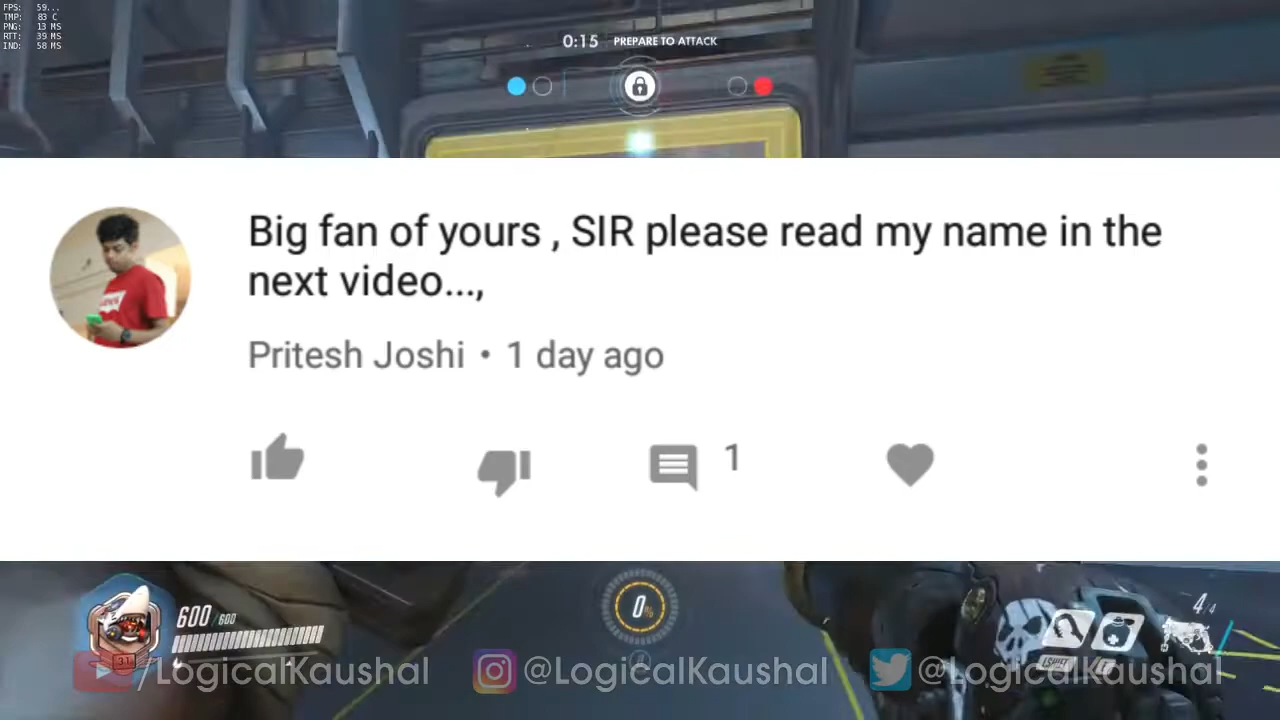 FPS: 59...
TMP: 83 C
PNG: 13 MS
RTT: 39 MS
IND: 58 MS
0:15 PREPARE TO ATTACK
Big fan of yours , SIR please read my name in the
next video...,
Pritesh Joshi • 1 day ago
1
600/600
0%
4/4
31
LSHIFT
/LogicalKaushal
@LogicalKaushal
@LogicalKaushal